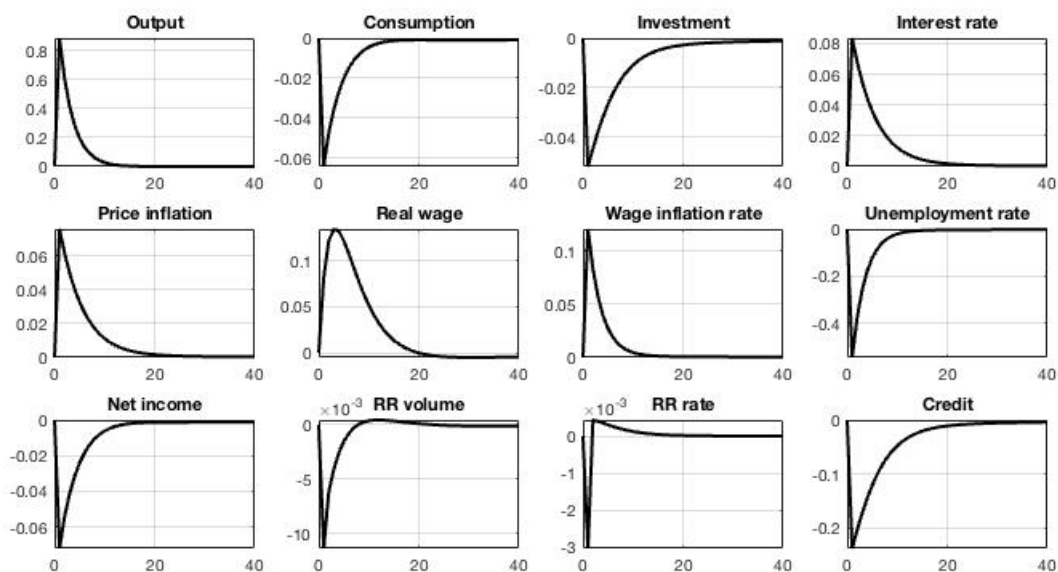 Output Consumption Investment Interest rate
0.8 0 0 0.08
0.6 -0.02 -0.02 0.06
0.4 -0.04 -0.04 0.04
0.2 -0.06 0.02
0 0
0 20 40 0 20 40 0 20 40 0 20 40
Price inflation Real wage Wage inflation rate Unemployment rate
0.06 0.1 0.1 0
0.04 0.05 0.05 -0.2
0.02 0 0 -0.4
0
0 20 40 0 20 40 0 20 40 0 20 40
Net income RR volume RR rate Credit
×10-3 ×10-3
0 0 0 0
-0.02 -5 -1 -0.1
-0.04 -10 -2 -0.2
-0.06 -3
0 20 40 0 20 40 0 20 40 0 20 40